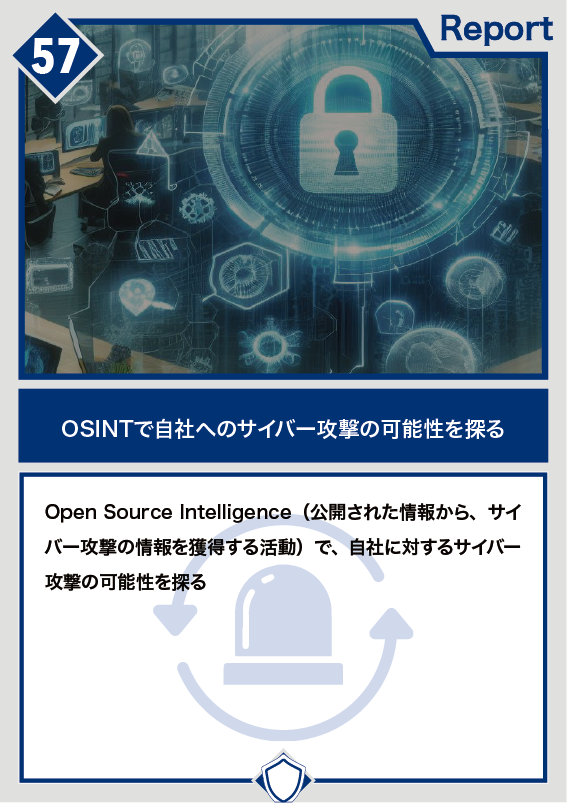 57
Report
OSINTで自社へのサイバー攻撃の可能性を探る
Open Source Intelligence（公開された情報から、サイ
バー攻撃の情報を獲得する活動）で、自社に対するサイバー
攻撃の可能性を探る